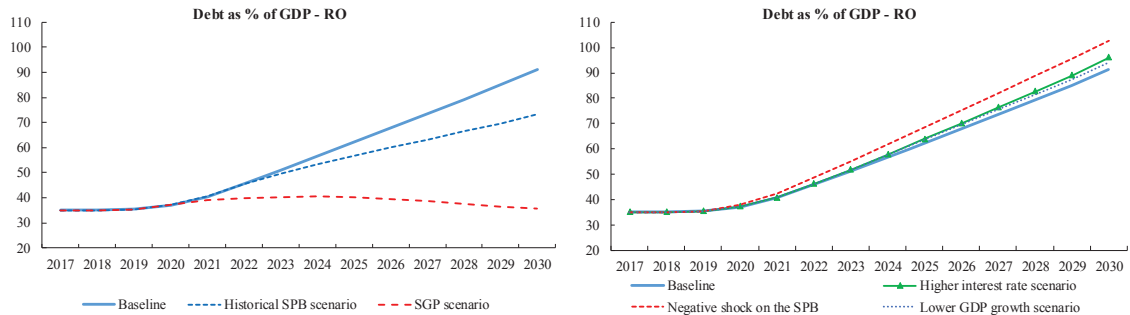 Debt as % of GDP - RO
110
100
90
80
70
60
50
40
30
20
2017 2018 2019 2020 2021 2022 2023 2024 2025 2026 2027 2028 2029 2030
Baseline Historical SPB scenario SGP scenario
Debt as % of GDP - RO
110
100
90
80
70
60
50
40
30
20
2017 2018 2019 2020 2021 2022 2023 2024 2025 2026 2027 2028 2029 2030
Baseline Higher interest rate scenario
Negative shock on the SPB Lower GDP growth scenario